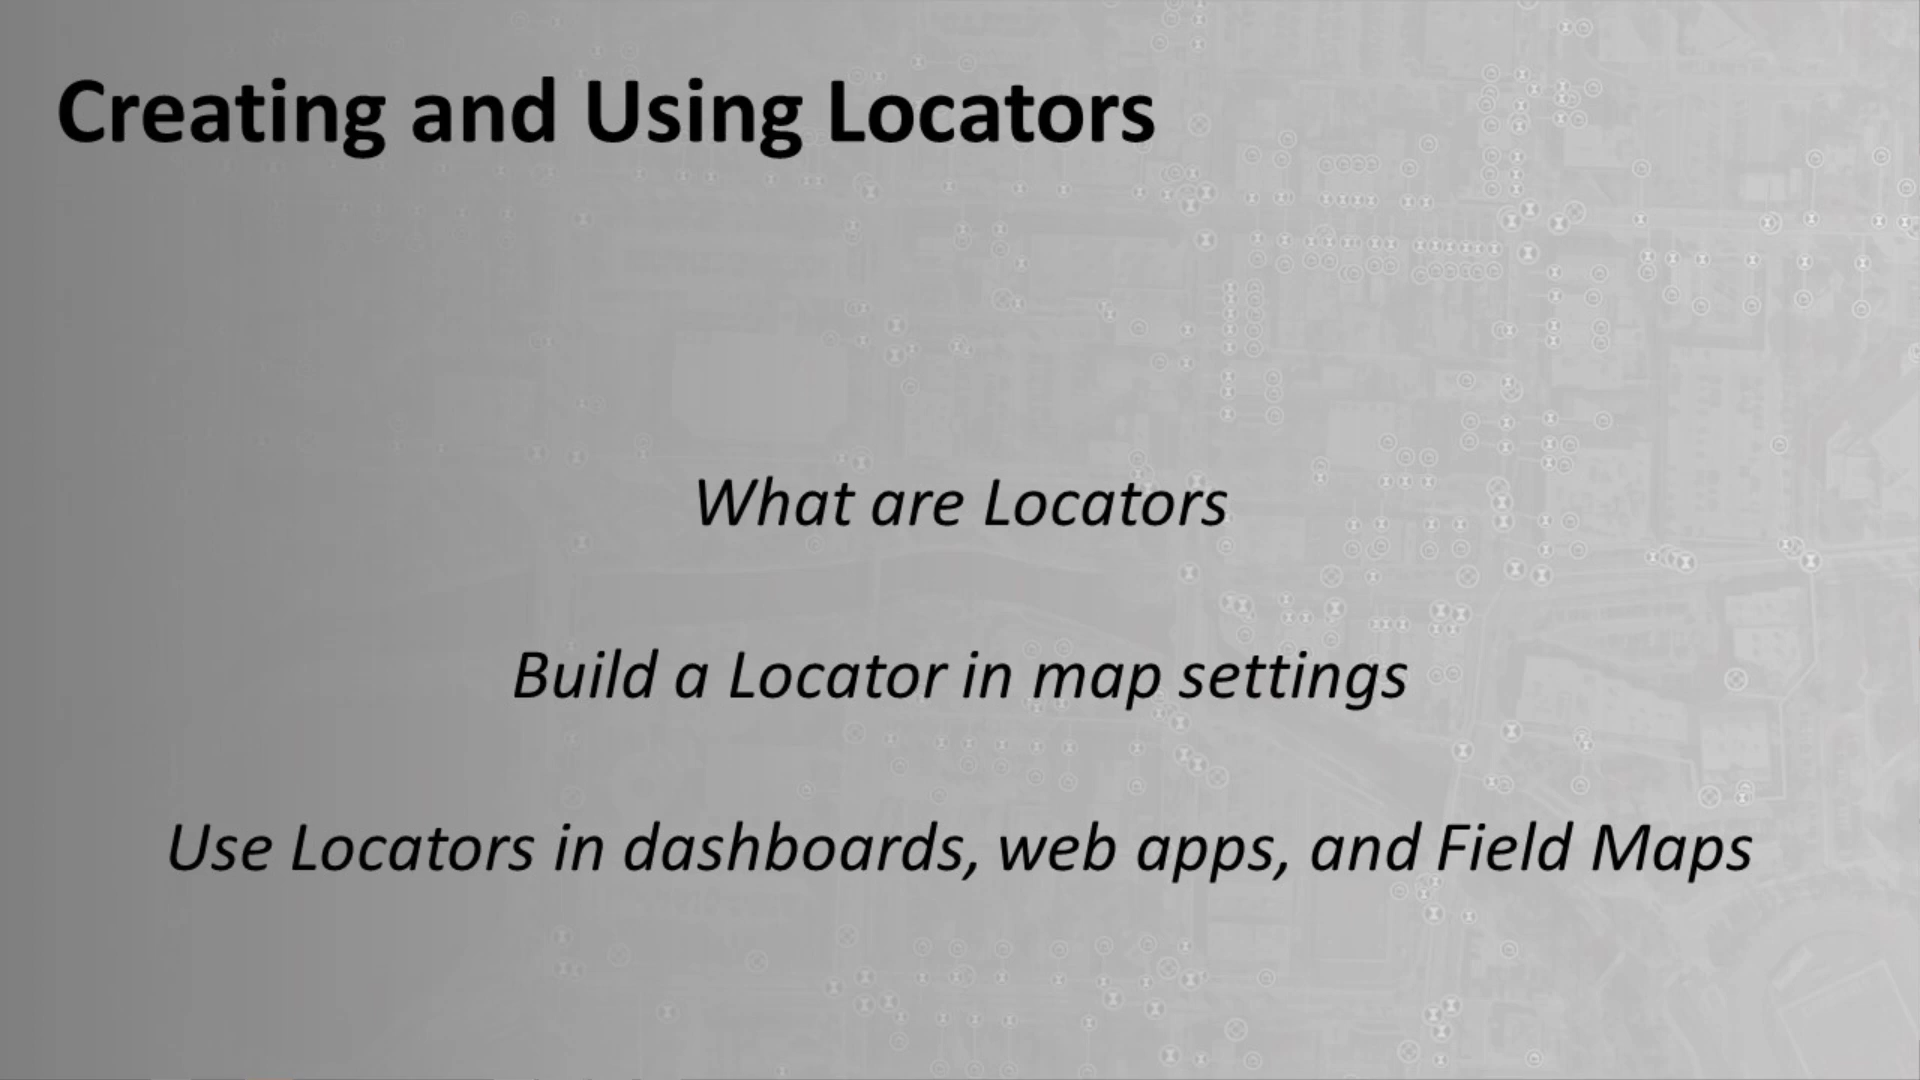 Creating and Using Locators
What are Locators
Build a Locator in map settings
Use Locators in dashboards, web apps, and Field Maps